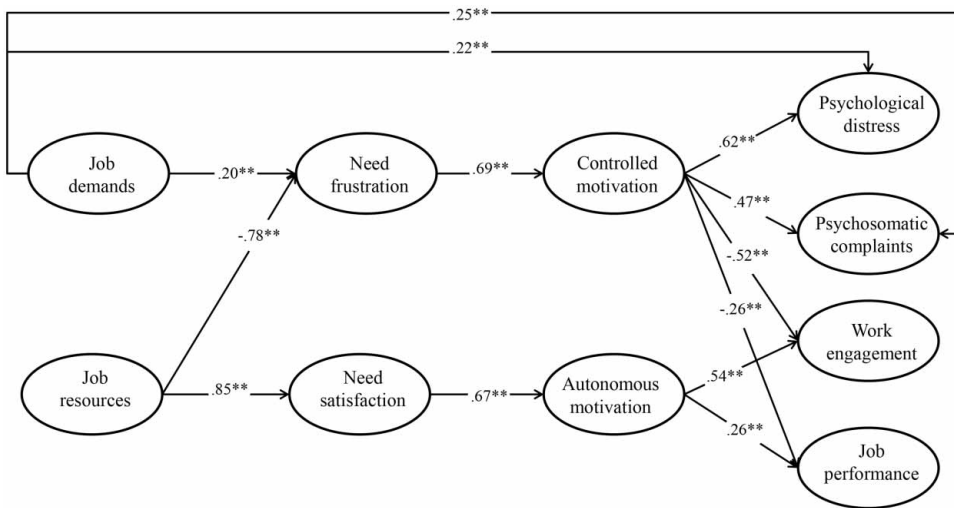 .25**
.22**
Psychological
distress
Job
demands
.20**
Need
frustration
.69**
Controlled
motivation
.62**
.47**
Psychosomatic
complaints
-.78**
-.52**
-.26**
Work
engagement
Job
resources
.85**
Need
satisfaction
.67**
Autonomous
motivation
.54**
.26**
Job
performance